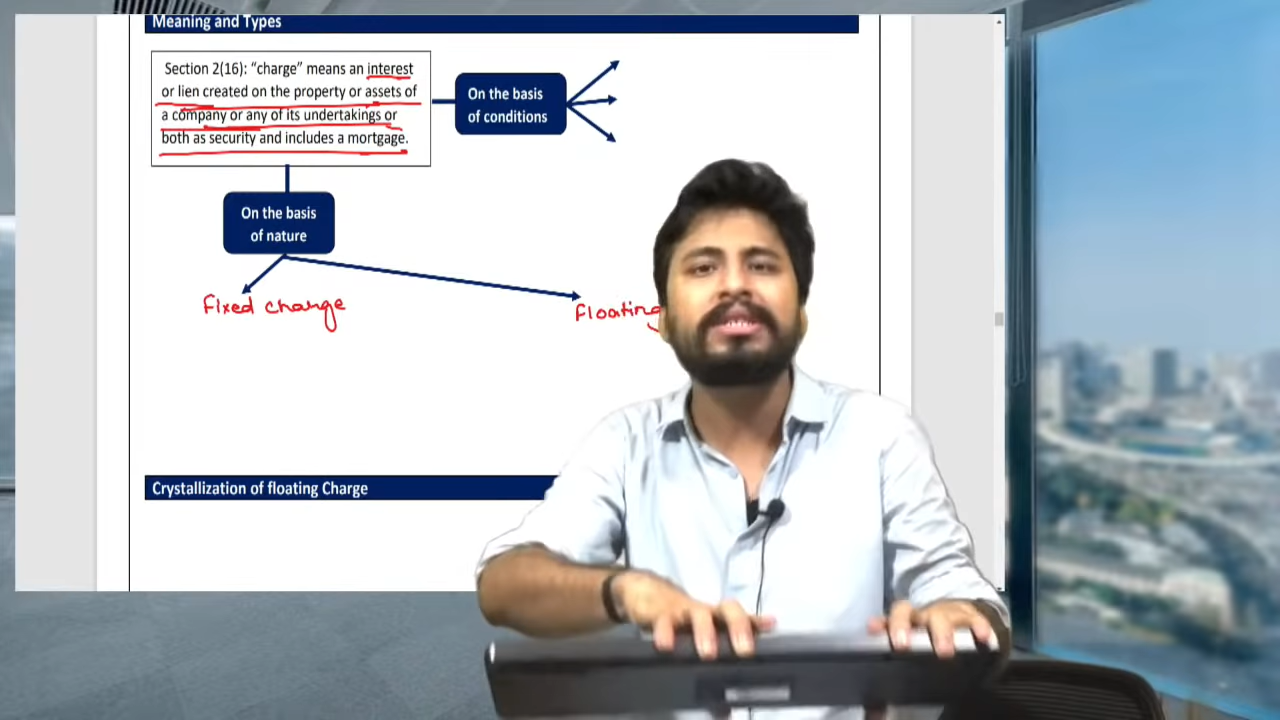 Meaning and Types
Section 2(16): “charge” means an interest
or lien created on the property or assets of
a company or any of its undertakings or
both as security and includes a mortgage.
On the basis
of conditions
On the basis
of nature
Fixed charge
Floating
Crystallization of floating Charge